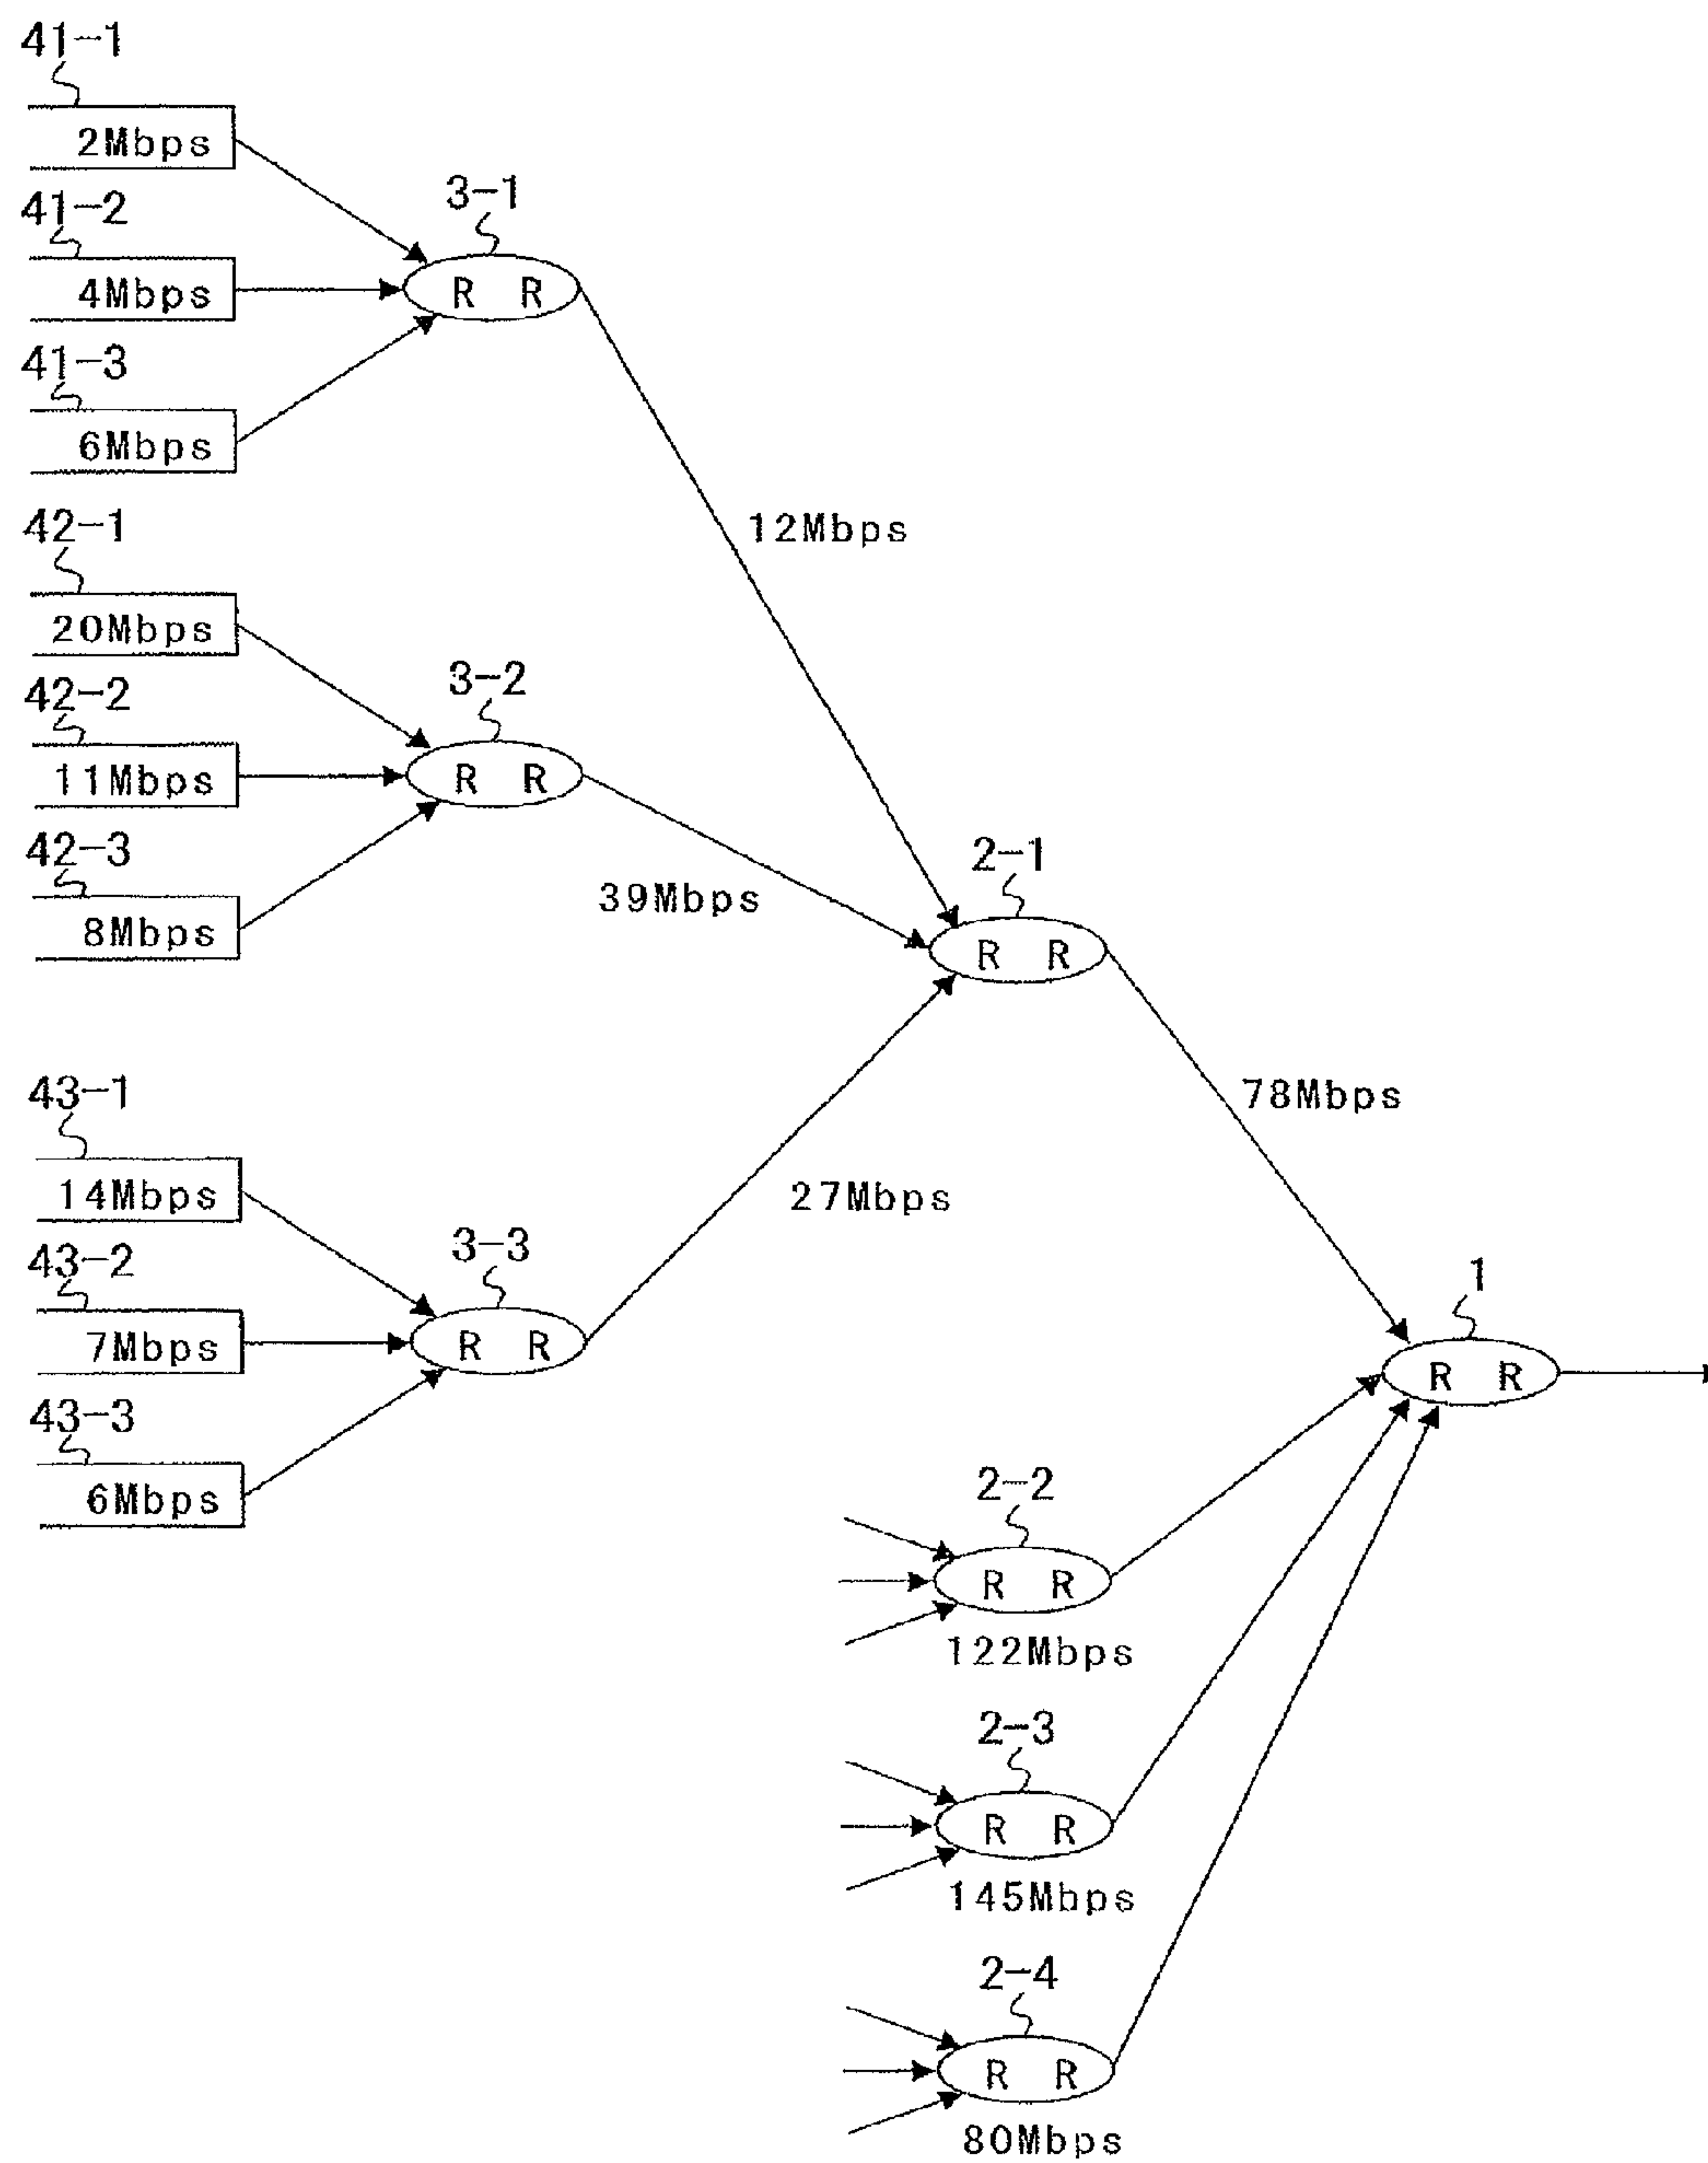 41-1
2Mbps
41-2
4Mbps
41-3
6Mbps
3-1
R R
12Mbps
42-1
20Mbps
42-2
11Mbps
42-3
8Mbps
3-2
R R
39Mbps
2-1
R R
78Mbps
43-1
14Mbps
43-2
7Mbps
43-3
6Mbps
3-3
R R
27Mbps
1
R R
2-2
R R
122Mbps
2-3
R R
145Mbps
2-4
R R
80Mbps